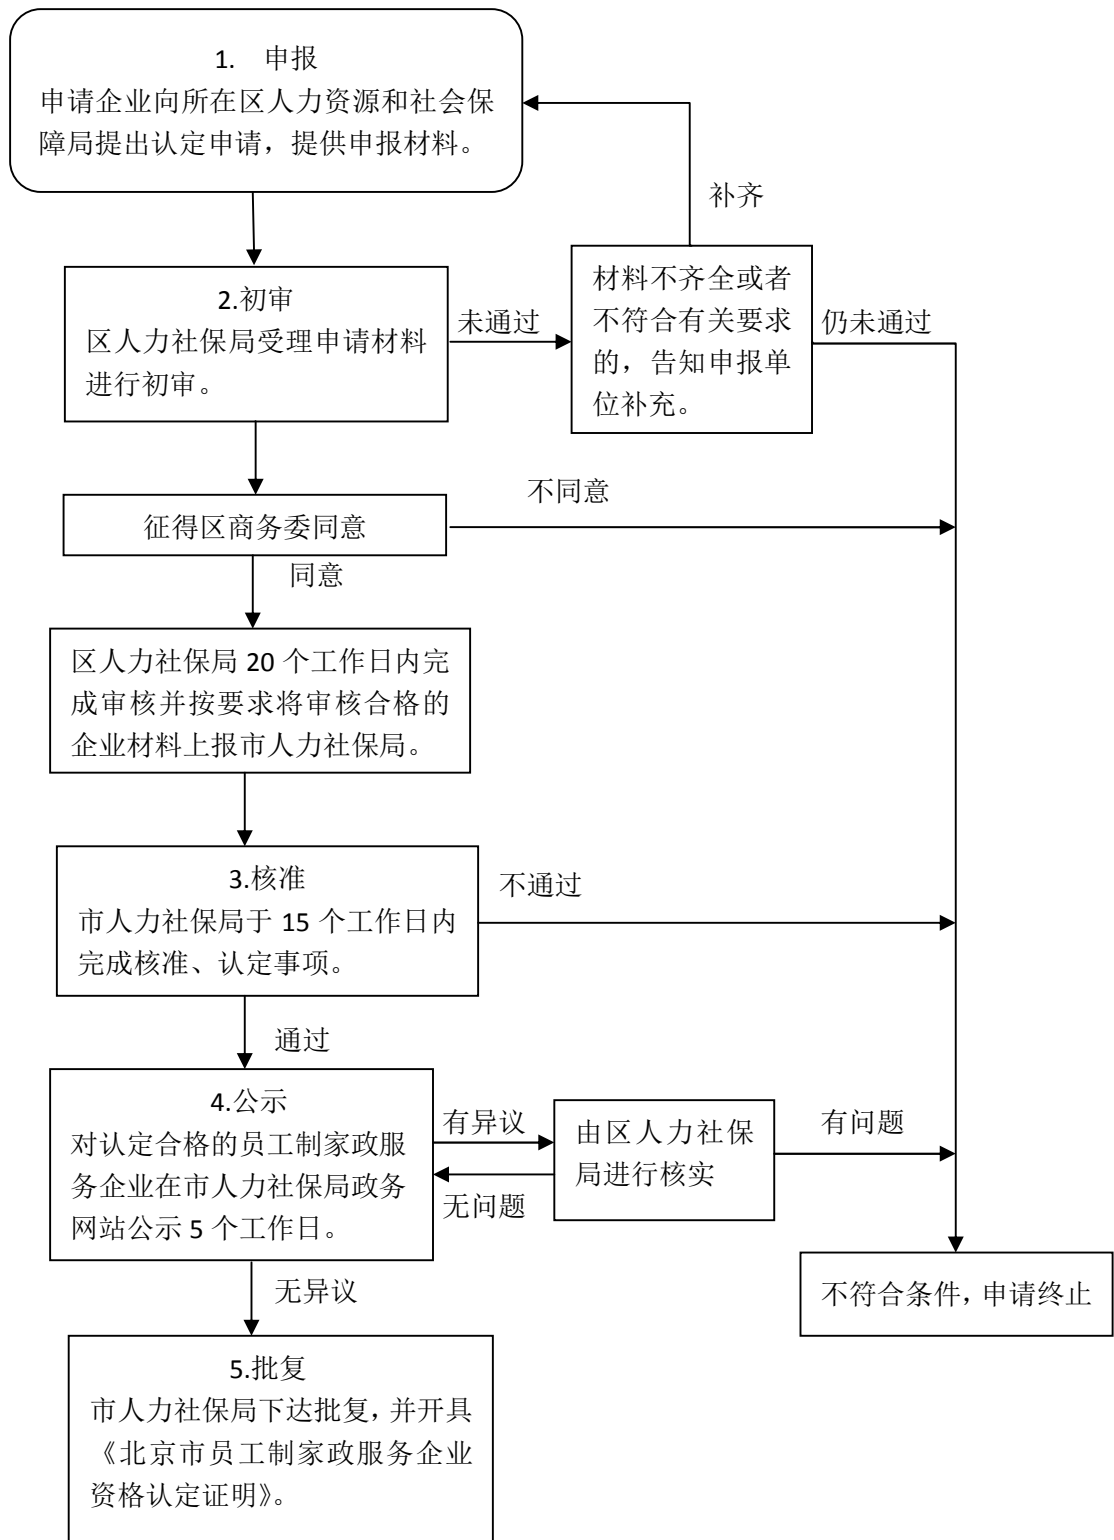 1. 申报
申请企业向所在区人力资源和社会保
障局提出认定申请，提供申报材料。
补齐
2.初审
区人力社保局受理申请材料
进行初审。
未通过
材料不齐全或者
不符合有关要求
的，告知申报单
位补充。
仍未通过
征得区商务委同意
不同意
同意
区人力社保局 20 个工作日内完
成审核并按要求将审核合格的
企业材料上报市人力社保局。
3.核准
市人力社保局于 15 个工作日内
完成核准、认定事项。
不通过
通过
4.公示
对认定合格的员工制家政服
务企业在市人力社保局政务
网站公示 5 个工作日。
有异议
无问题
由区人力社保
局进行核实
有问题
无异议
不符合条件，申请终止
5.批复
市人力社保局下达批复，并开具
《北京市员工制家政服务企业
资格认定证明》。